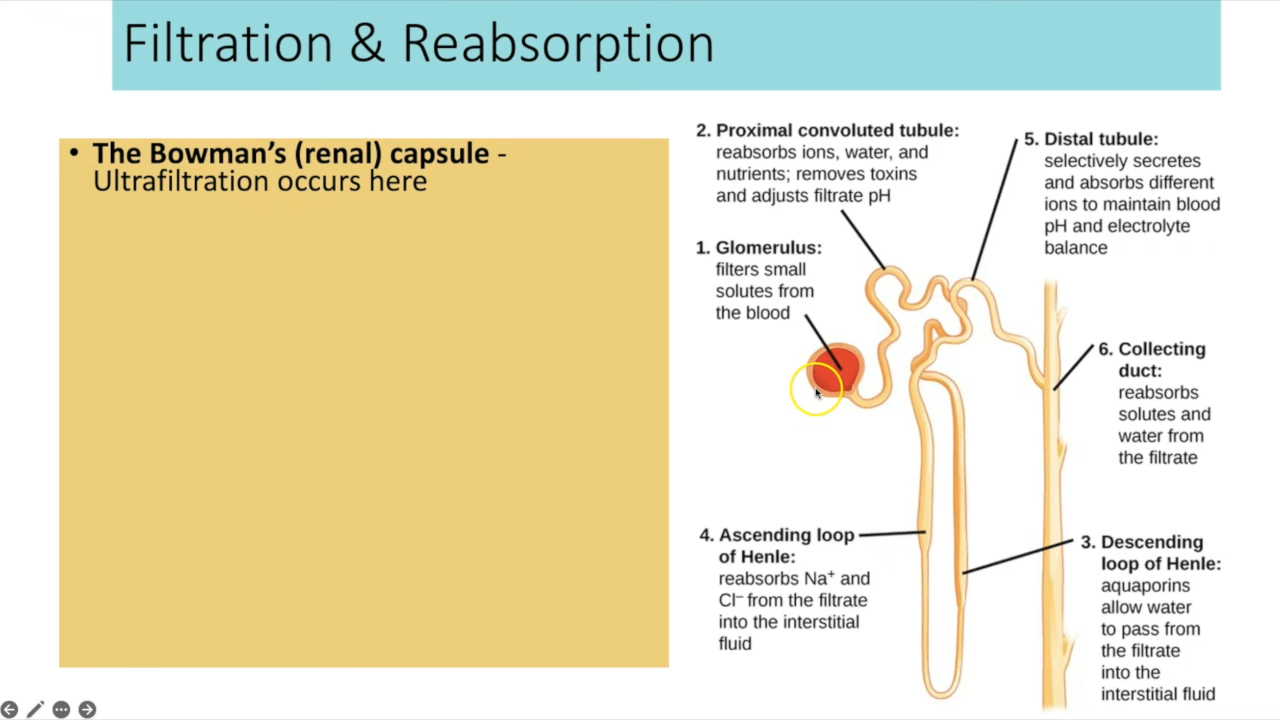 Filtration & Reabsorption
• The Bowman's (renal) capsule -
Ultrafiltration occurs here
2. Proximal convoluted tubule:
reabsorbs ions, water, and
nutrients; removes toxins
and adjusts filtrate pH
1. Glomerulus:
filters small
solutes from
the blood
4. Ascending loop
of Henle:
reabsorbs Na⁺ and
Cl⁻ from the filtrate
into the interstitial
fluid
5. Distal tubule:
selectively secretes
and absorbs different
ions to maintain blood
pH and electrolyte
balance
6. Collecting
duct:
reabsorbs
solutes and
water from
the filtrate
3. Descending
loop of Henle:
aquaporins
allow water
to pass from
the filtrate
into the
interstitial fluid